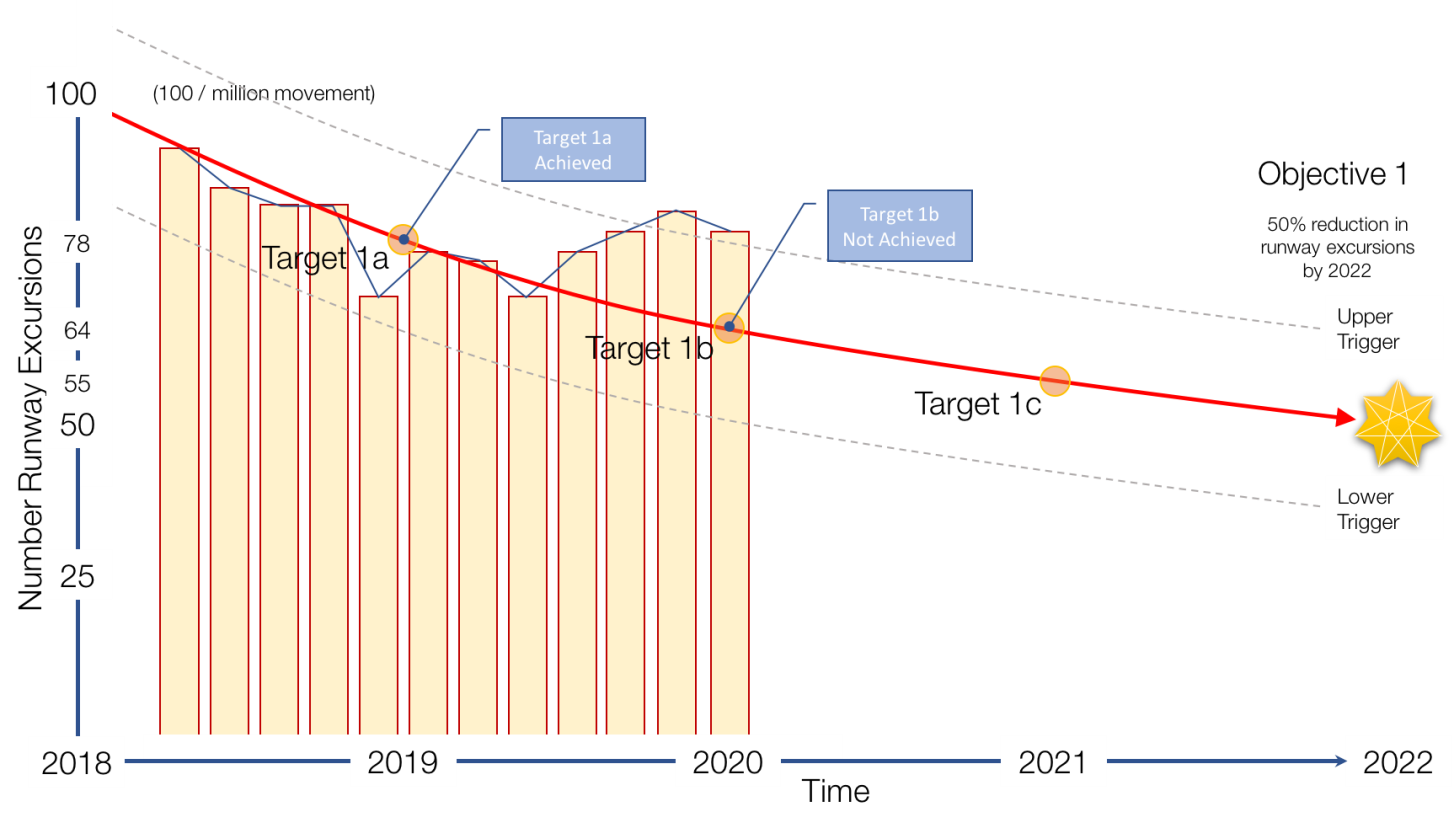 100
(100 / million movement)
Target 1a
Achieved
Objective 1
50% reduction in
runway excursions
by 2022
Target 1b
Not Achieved
78
Target 1a
Upper
Trigger
64
Target 1b
55
Target 1c
50
Lower
Trigger
25
Number Runway Excursions
2018
2019
2020
2021
2022
Time